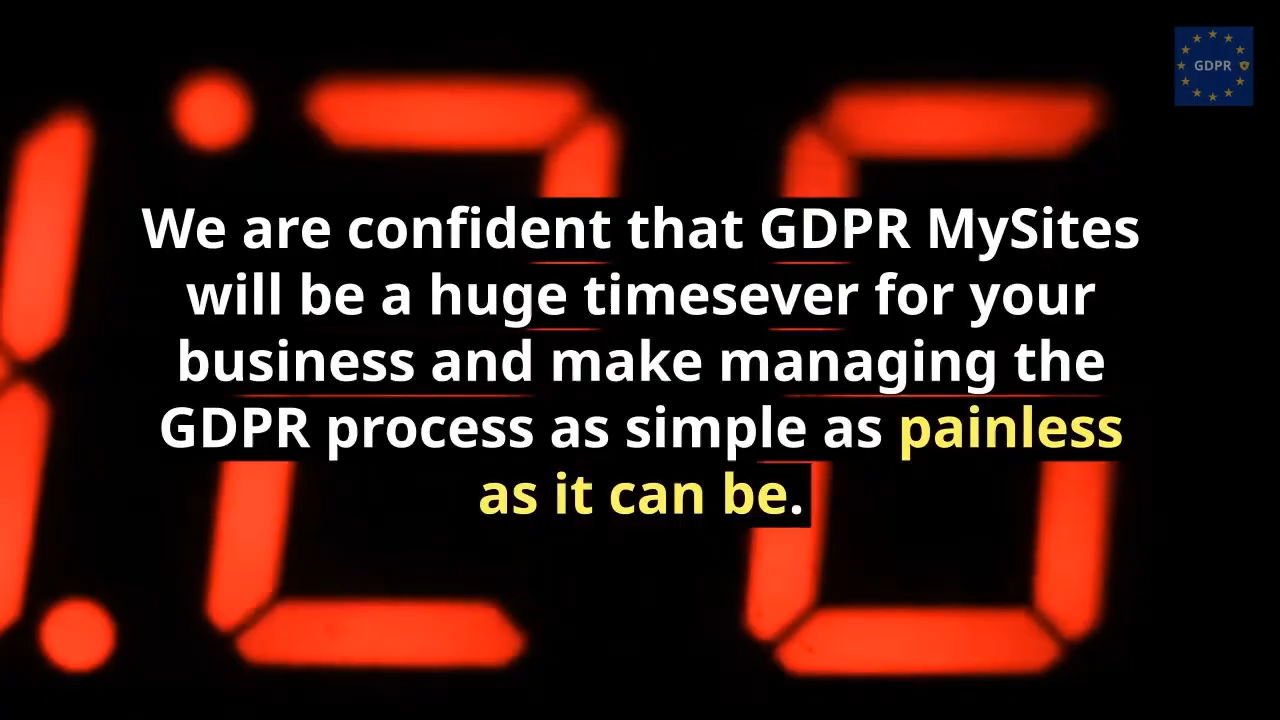 GDPR
We are confident that GDPR MySites
will be a huge timesever for your
business and make managing the
GDPR process as simple as painless
as it can be.